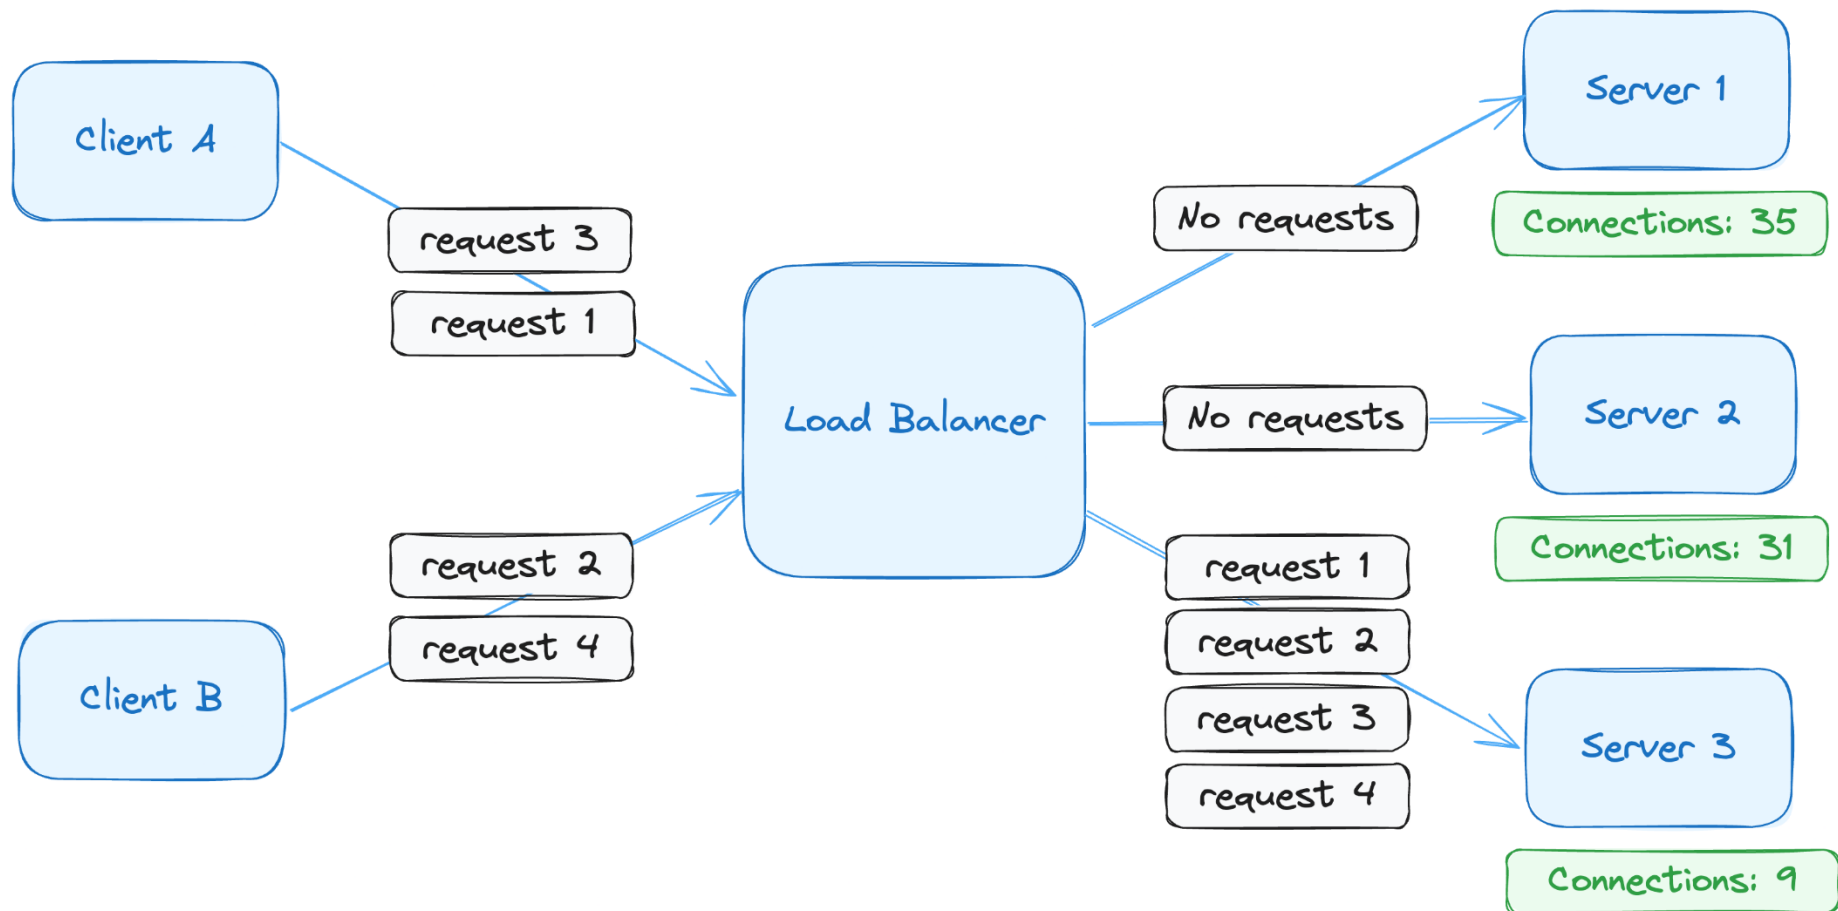 Client A
request 3
request 1
Client B
request 2
request 4
Load Balancer
No requests
Server 1
Connections: 35
No requests
Server 2
Connections: 31
request 1
request 2
request 3
request 4
Server 3
Connections: 9